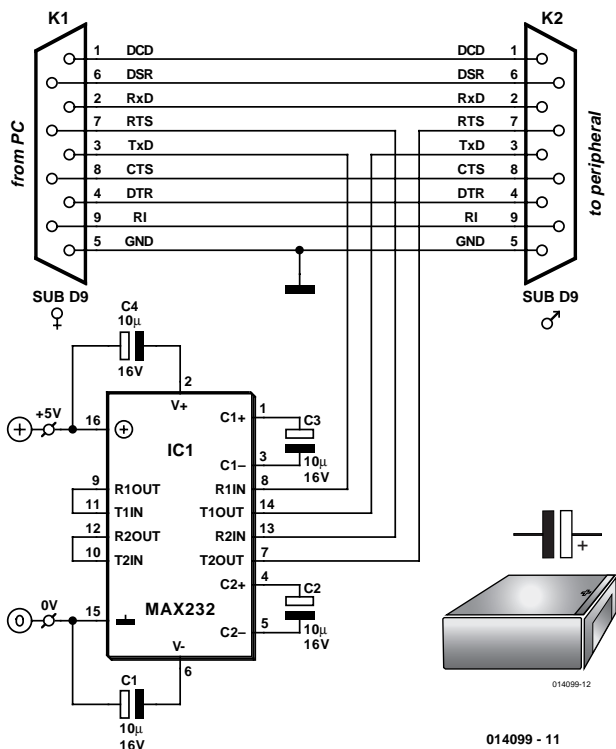 K1
K2
from PC
to peripheral
1 DCD DCD 1
6 DSR DSR 6
2 RxD RxD 2
7 RTS RTS 7
3 TxD TxD 3
8 CTS CTS 8
4 DTR DTR 4
9 RI RI 9
5 GND GND 5
SUB D9
♀
SUB D9
♂
C4
10µ
16V
2
V+
+5V
16
IC1
1
C1+
C3
10µ
16V
C1–
3
9
R1OUT
R1IN
8
11
T1IN
T1OUT
14
12
R2OUT
R2IN
13
10
T2IN
T2OUT
7
C2+
4
C2
10µ
16V
C2–
5
0V
0
15
MAX232
V-
6
C1
10µ
16V
+
014099-12
014099 - 11